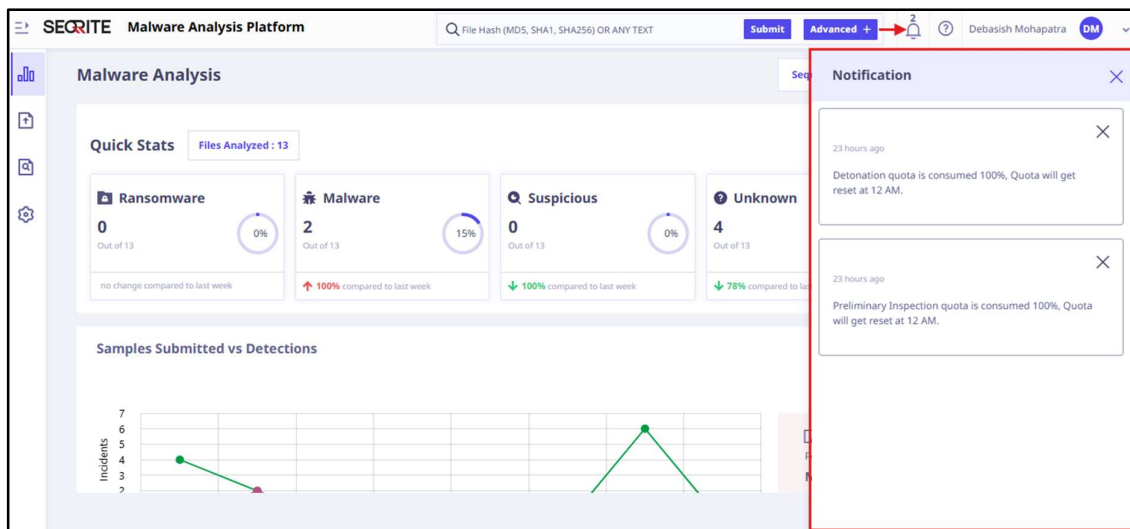 SEQRITE Malware Analysis Platform
File Hash (MD5, SHA1, SHA256) OR ANY TEXT
Submit
Advanced +
2
Debasish Mohapatra
DM
Malware Analysis
Notification
23 hours ago
Detonation quota is consumed 100%, Quota will get
reset at 12 AM.
23 hours ago
Preliminary Inspection quota is consumed 100%, Quota
will get reset at 12 AM.
Quick Stats
Files Analyzed : 13
Ransomware
0
Out of 13
0%
no change compared to last week
Malware
2
Out of 13
15%
100% compared to last week
Suspicious
0
Out of 13
0%
100% compared to last week
Unknown
4
Out of 13
78% compared to
Samples Submitted vs Detections
Incidents
7
6
5
4
3
2